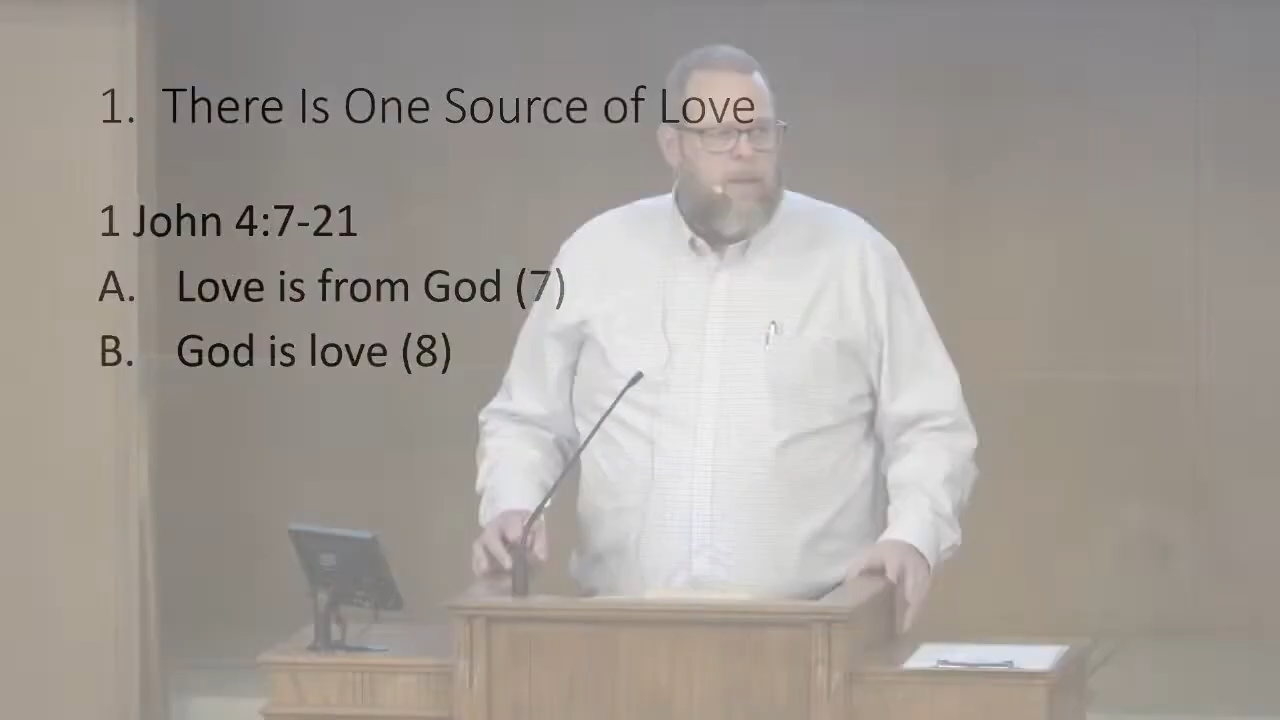 1. There Is One Source of Love
1 John 4:7-21
A. Love is from God (7)
B. God is love (8)